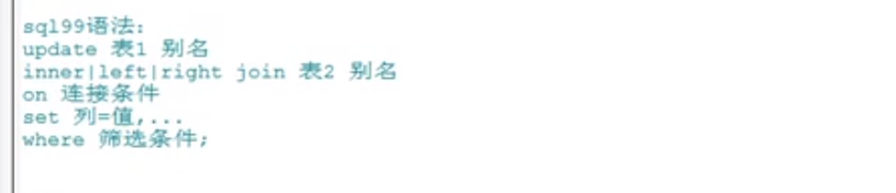 sql99语法:
update 表1 别名
inner|left|right join 表2 别名
on 连接条件
set 列=值,...
where 筛选条件;